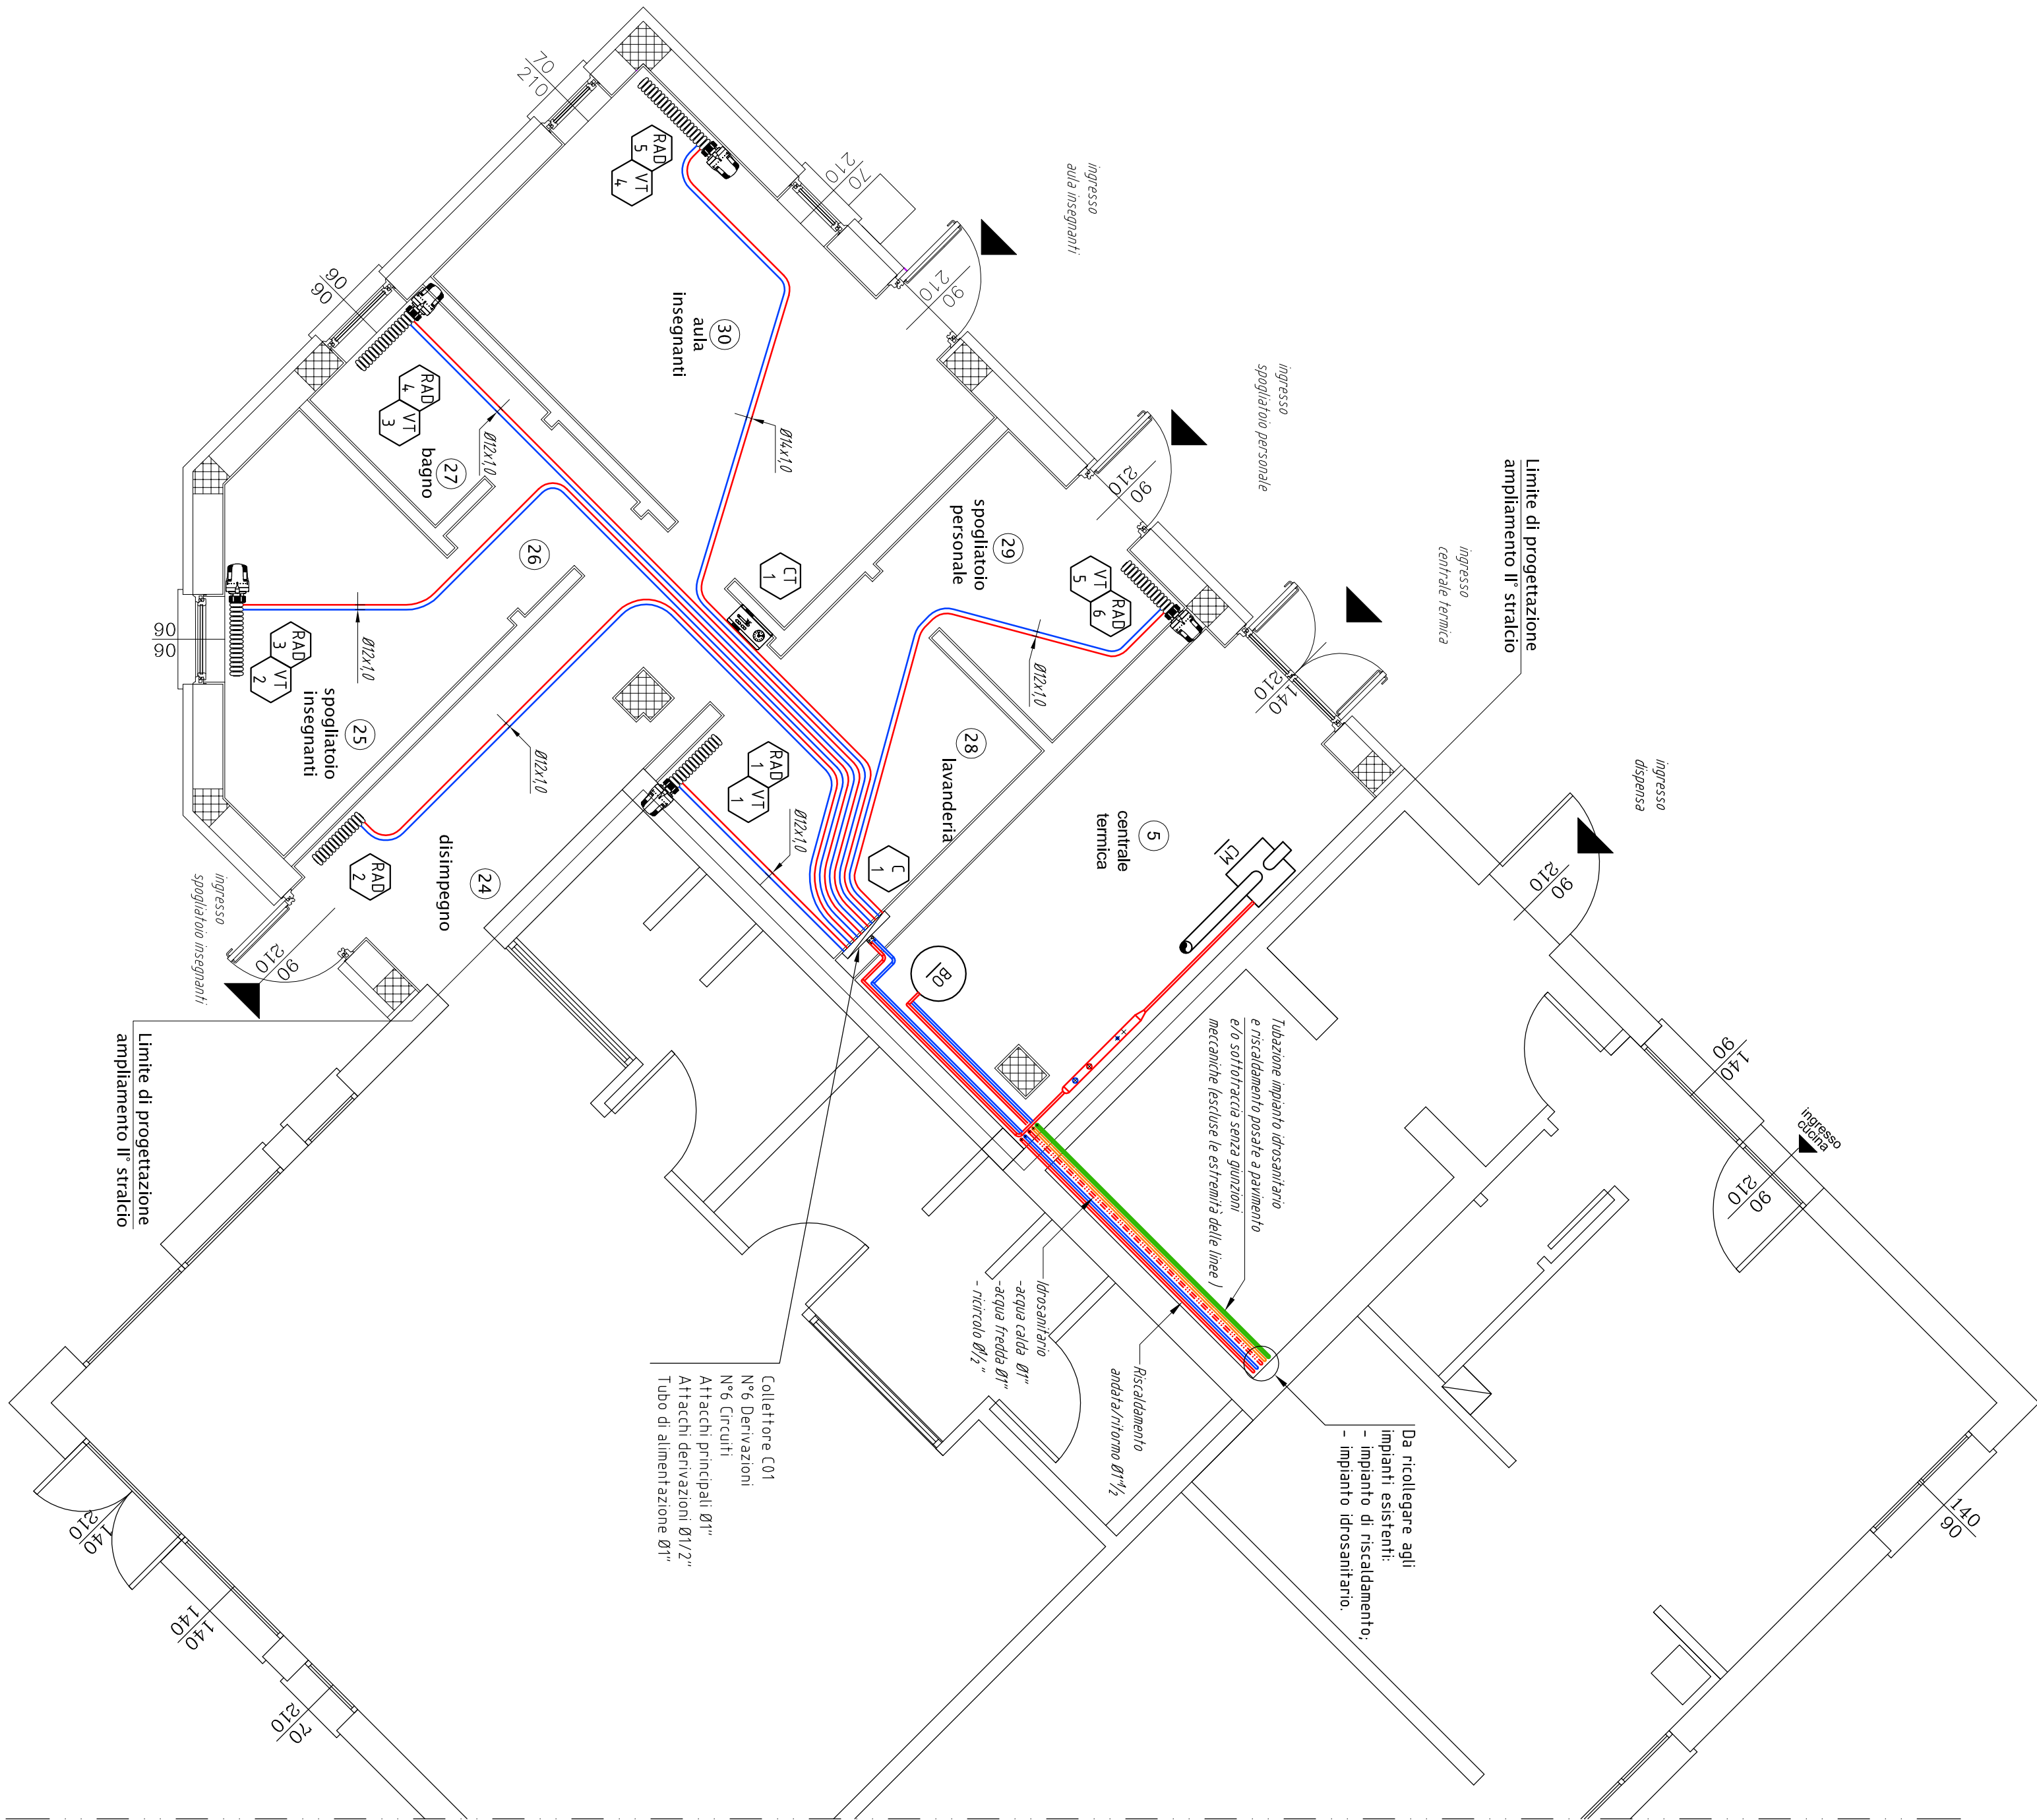 70
210
RAD
5
VT
4
70
210
ingresso
aula insegnanti
90
210
30
aula
insegnanti
90
90
RAD
4
VT
3
27
bagno
Ø12x1,0
Ø14x1,0
ingresso
spogliatoio personale
90
210
29
spogliatoio
personale
26
CT
1
VT
5
RAD
6
Limite di progettazione
ampliamento II° stralcio
ingresso
centrale termica
140
210
90
90
Ø12x1,0
RAD
3
VT
2
25
spogliatoio
insegnanti
Ø12x1,0
Ø12x1,0
28
lavanderia
RAD
1
VT
1
Ø12x1,0
C
1
5
centrale
termica
CM
ingresso
dispensa
90
210
RAD
2
24
disimpegno
ingresso
spogliatoio insegnanti
90
210
BO
Limite di progettazione
ampliamento II° stralcio
Tubazione impianto idrosanitario
e riscaldamento posate a pavimento
e/o sottotraccia senza giunzioni
meccaniche (escluse le estremità delle linee )
140
90
ingresso
cucina
90
210
Idrosanitario
-acqua calda Ø1"
-acqua fredda Ø1"
- ricircolo Ø1/2"
Riscaldamento
andata/ritorno Ø1"1/2
Collettore C01
N°6 Derivazioni
N°6 Circuiti
Attacchi principali Ø1"
Attacchi derivazioni Ø1/2"
Tubo di alimentazione Ø1"
Da ricollegare agli
impianti esistenti:
- impianto di riscaldamento;
- impianto idrosanitario.
140
90
140
210
140
140
70
210